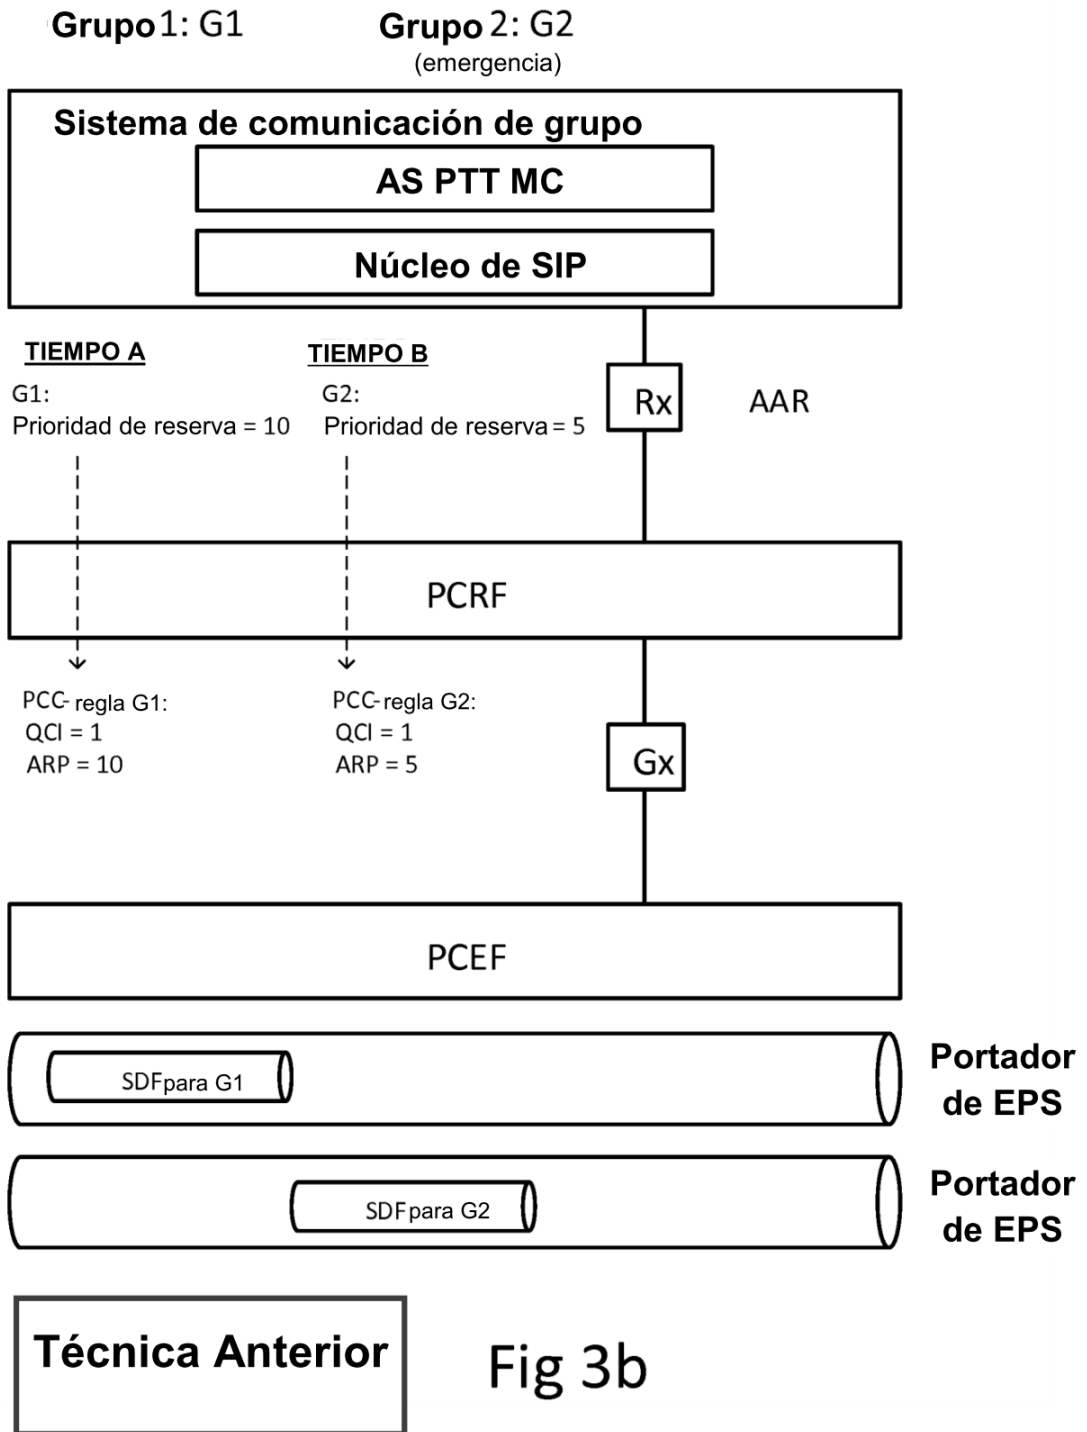 Grupo 1: G1
Grupo 2: G2
(emergencia)
Sistema de comunicación de grupo
AS PTT MC
Núcleo de SIP
TIEMPO A
G1:
Prioridad de reserva = 10
TIEMPO B
G2:
Prioridad de reserva = 5
Rx
AAR
PCRF
PCC-regla G1:
QCI = 1
ARP = 10
PCC-regla G2:
QCI = 1
ARP = 5
Gx
PCEF
SDF para G1
Portador
de EPS
SDF para G2
Portador
de EPS
Técnica Anterior
Fig 3b